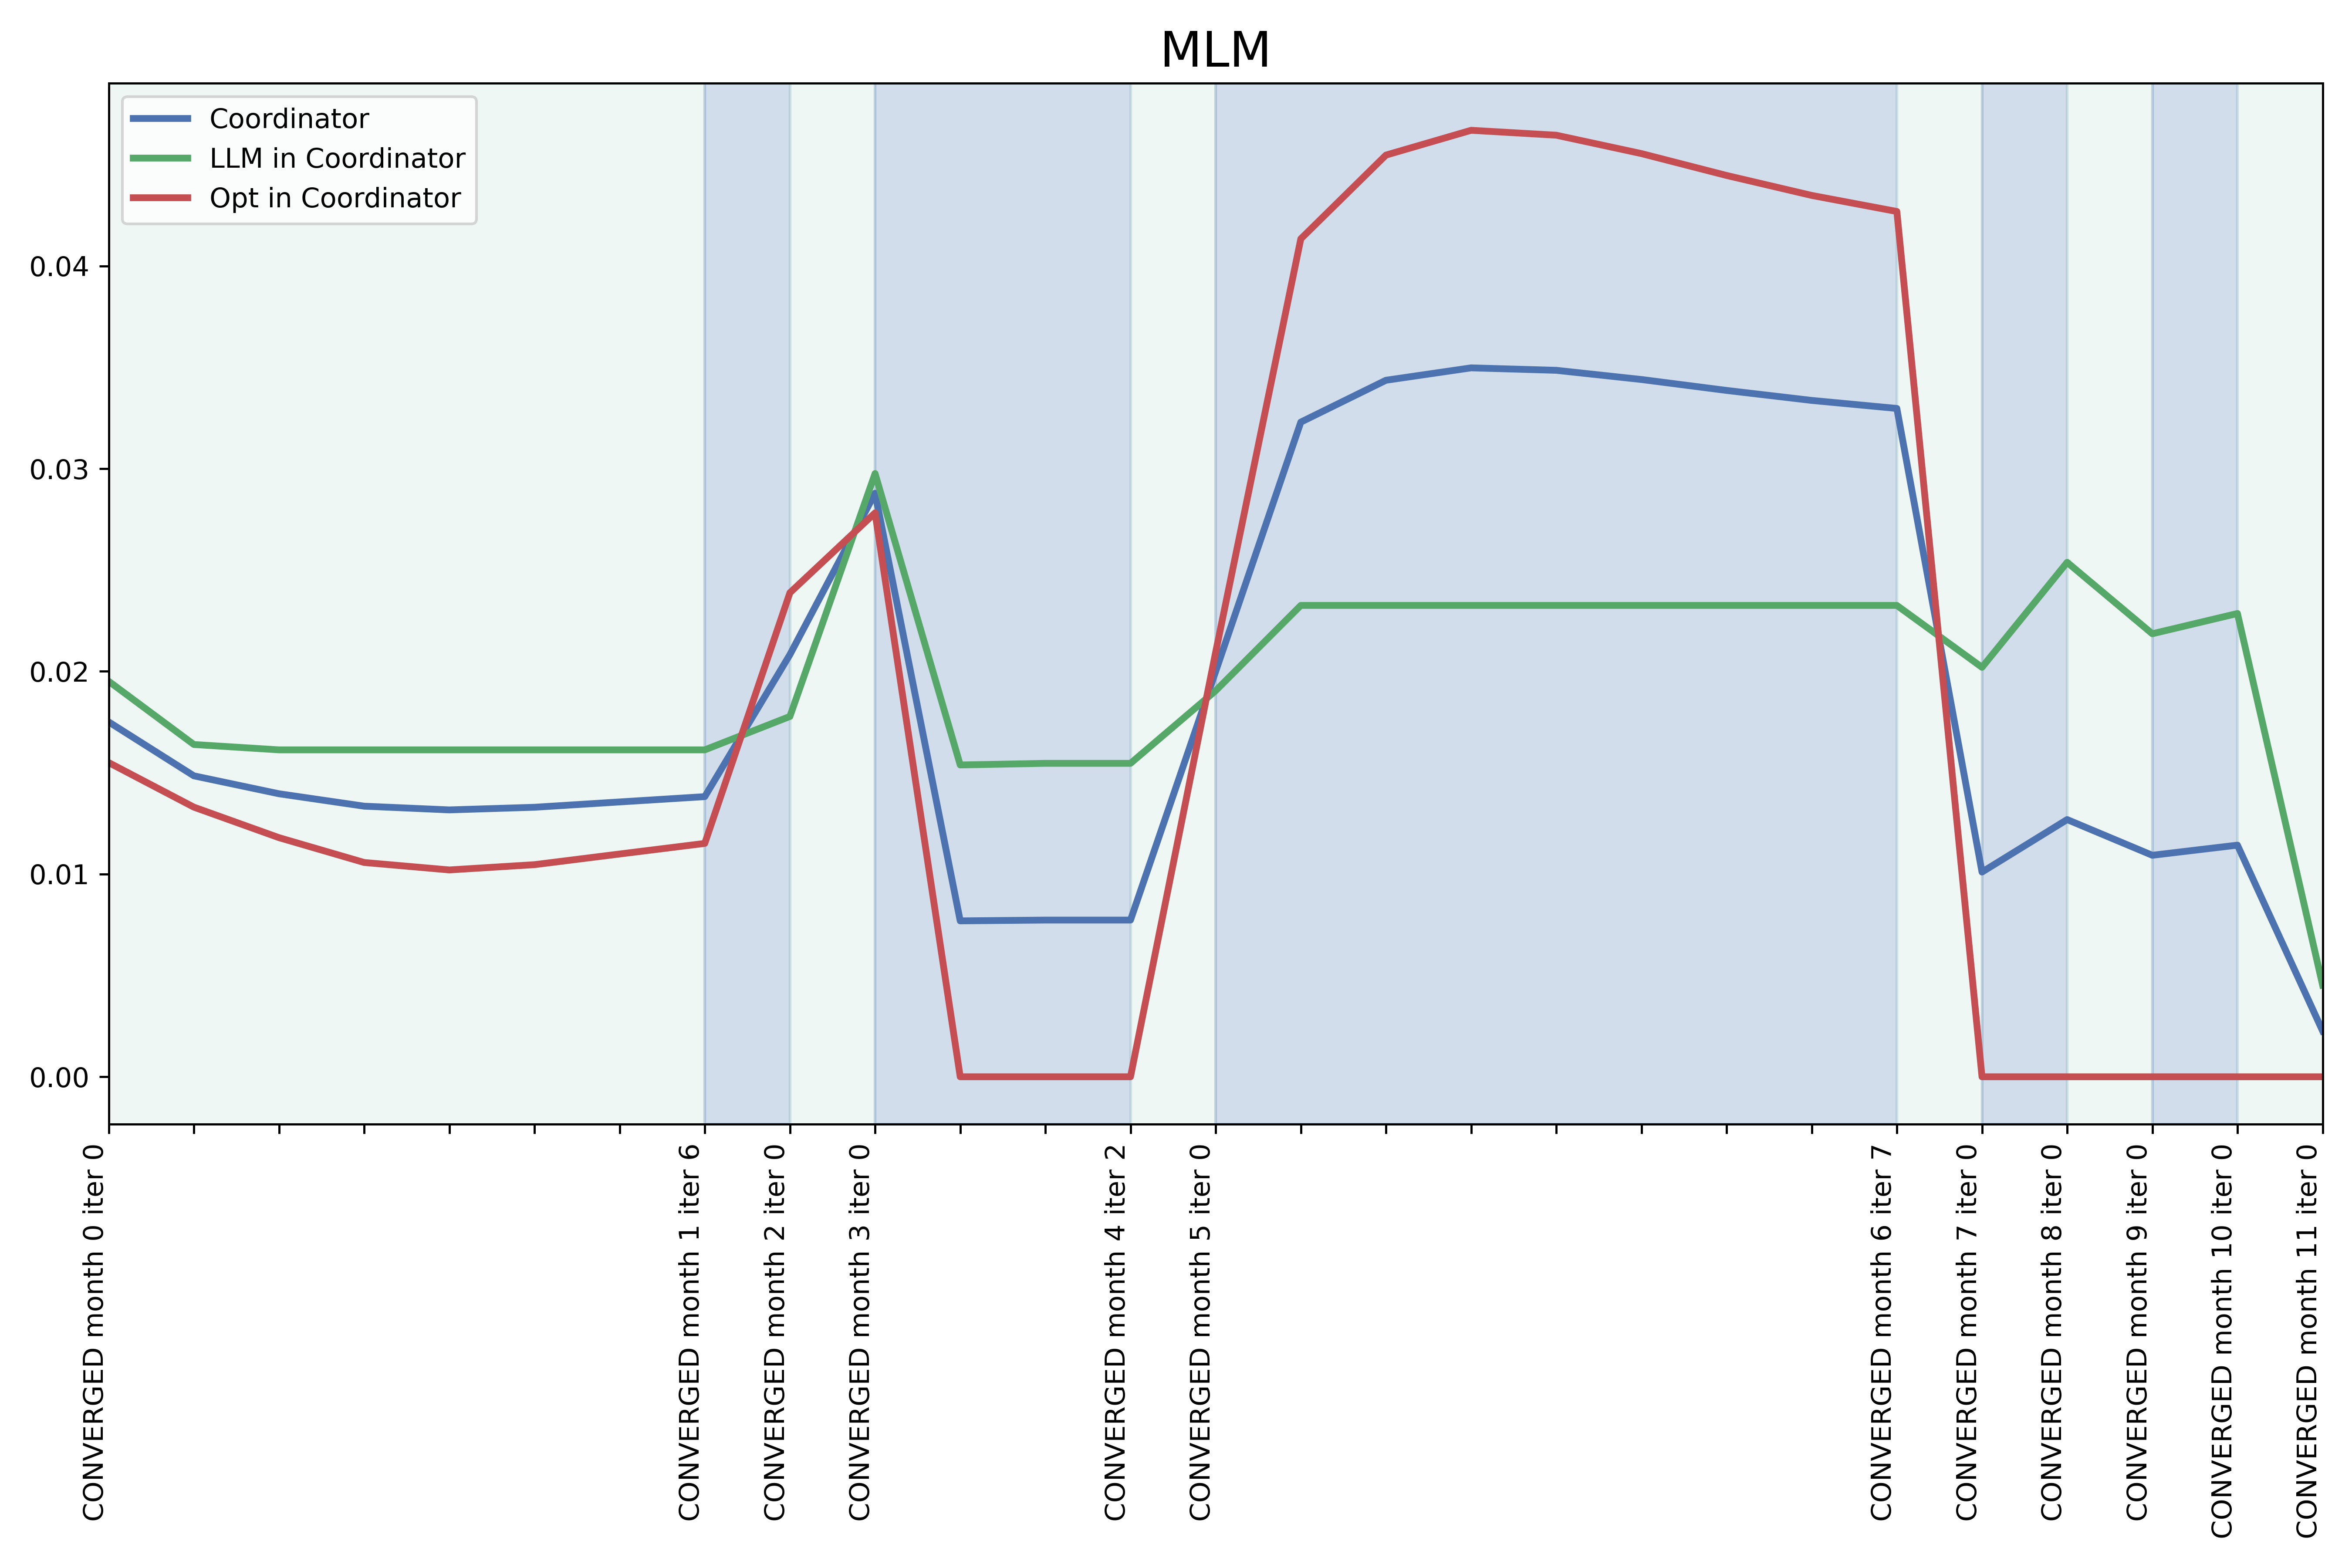 MLM
Coordinator
LLM in Coordinator
Opt in Coordinator
0.04
0.03
0.02
0.01
0.00
CONVERGED month 0 iter 0
CONVERGED month 1 iter 6
CONVERGED month 2 iter 0
CONVERGED month 3 iter 0
CONVERGED month 4 iter 2
CONVERGED month 5 iter 0
CONVERGED month 6 iter 7
CONVERGED month 7 iter 0
CONVERGED month 8 iter 0
CONVERGED month 9 iter 0
CONVERGED month 10 iter 0
CONVERGED month 11 iter 0